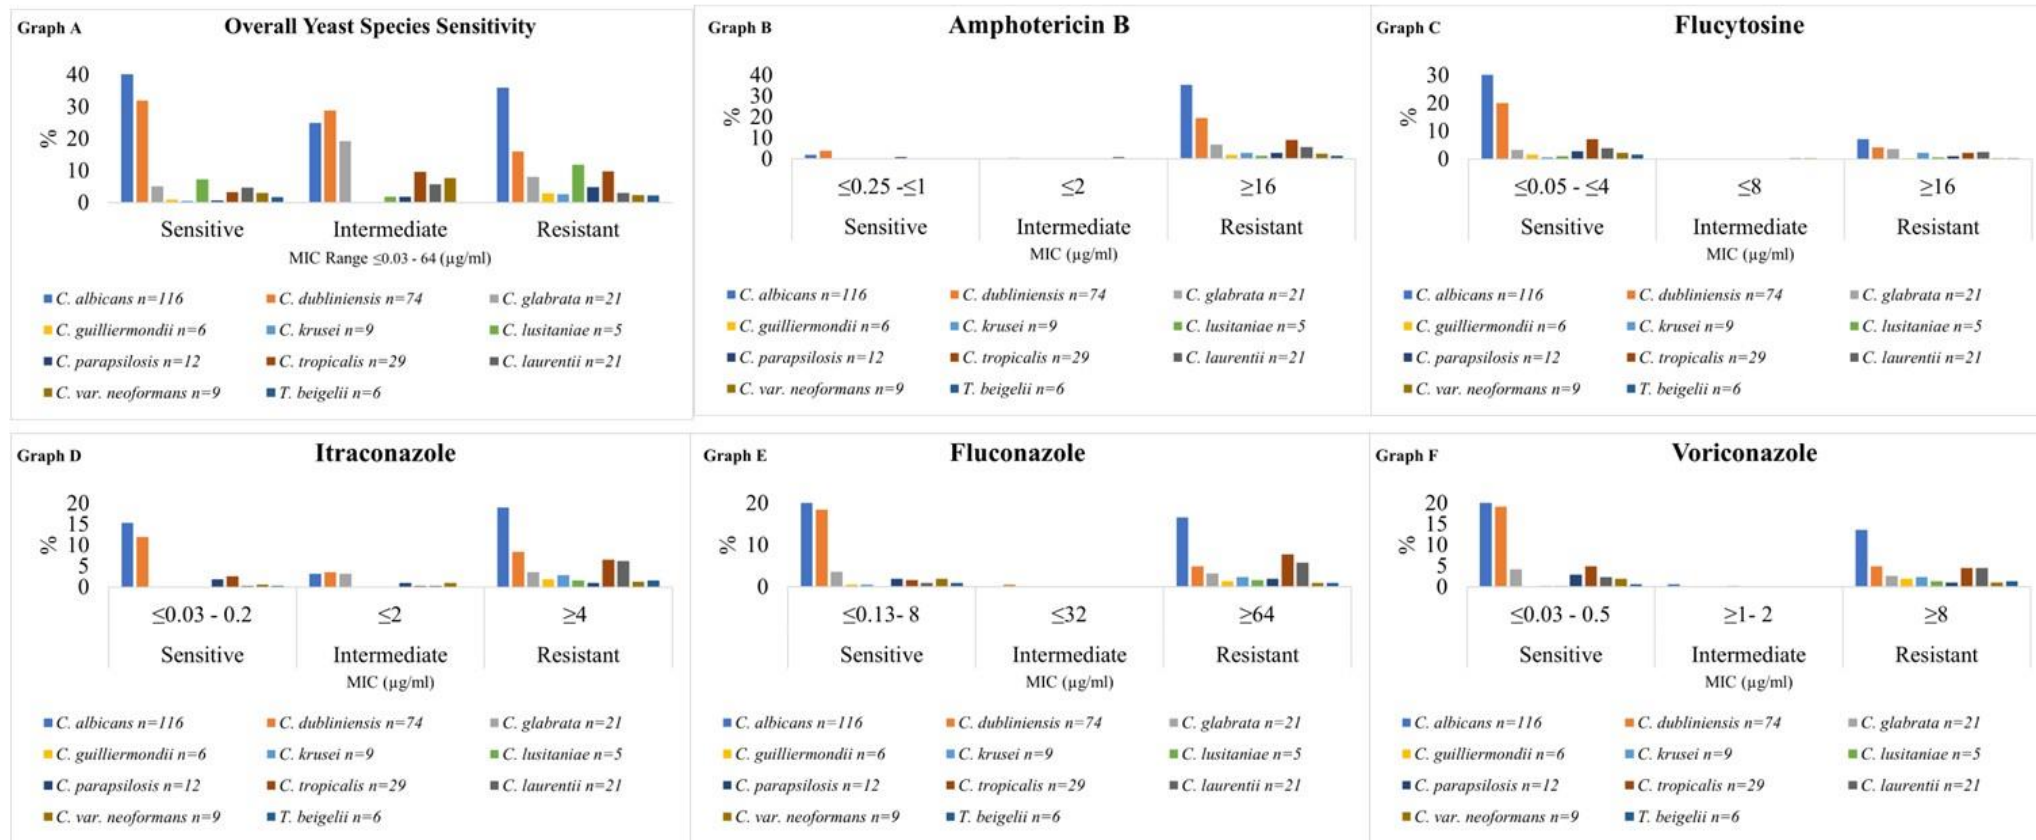 Graph A
Overall Yeast Species Sensitivity
%
40
30
20
10
0
Sensitive Intermediate Resistant
MIC Range ≤0.03 - 64 (µg/ml)
C. albicans n=116 C. dubliniensis n=74 C. glabrata n=21
C. guilliermondii n=6 C. krusei n=9 C. lusitaniae n=5
C. parapsilosis n=12 C. tropicalis n=29 C. laurentii n=21
C. var. neoformans n=9 T. beigelii n=6
Graph B
Amphotericin B
%
40
30
20
10
0
≤0.25 -≤1 ≤2 ≥16
Sensitive Intermediate Resistant
MIC (µg/ml)
C. albicans n=116 C. dubliniensis n=74 C. glabrata n=21
C. guilliermondii n=6 C. krusei n=9 C. lusitaniae n=5
C. parapsilosis n=12 C. tropicalis n=29 C. laurentii n=21
C. var. neoformans n=9 T. beigelii n=6
Graph C
Flucytosine
%
30
20
10
0
≤0.05 - ≤4 ≤8 ≥16
Sensitive Intermediate Resistant
MIC (µg/ml)
C. albicans n=116 C. dubliniensis n=74 C. glabrata n=21
C. guilliermondii n=6 C. krusei n=9 C. lusitaniae n=5
C. parapsilosis n=12 C. tropicalis n=29 C. laurentii n=21
C. var. neoformans n=9 T. beigelii n=6
Graph D
Itraconazole
%
20
15
10
5
0
≤0.03 - 0.2 ≤2 ≥4
Sensitive Intermediate Resistant
MIC (µg/ml)
C. albicans n=116 C. dubliniensis n=74 C. glabrata n=21
C. guilliermondii n=6 C. krusei n=9 C. lusitaniae n=5
C. parapsilosis n=12 C. tropicalis n=29 C. laurentii n=21
C. var. neoformans n=9 T. beigelii n=6
Graph E
Fluconazole
%
20
10
0
≤0.13- 8 ≤32 ≥64
Sensitive Intermediate Resistant
MIC (µg/ml)
C. albicans n=116 C. dubliniensis n=74 C. glabrata n=21
C. guilliermondii n=6 C. krusei n=9 C. lusitaniae n=5
C. parapsilosis n=12 C. tropicalis n=29 C. laurentii n=21
C. var. neoformans n=9 T. beigelii n=6
Graph F
Voriconazole
%
20
15
10
5
0
≤0.03 - 0.5 ≥1- 2 ≥8
Sensitive Intermediate Resistant
MIC (µg/ml)
C. albicans n=116 C. dubliniensis n=74 C. glabrata n=21
C. guilliermondii n=6 C. krusei n=9 C. lusitaniae n=5
C. parapsilosis n=12 C. tropicalis n=29 C. laurentii n=21
C. var. neoformans n=9 T. beigelii n=6